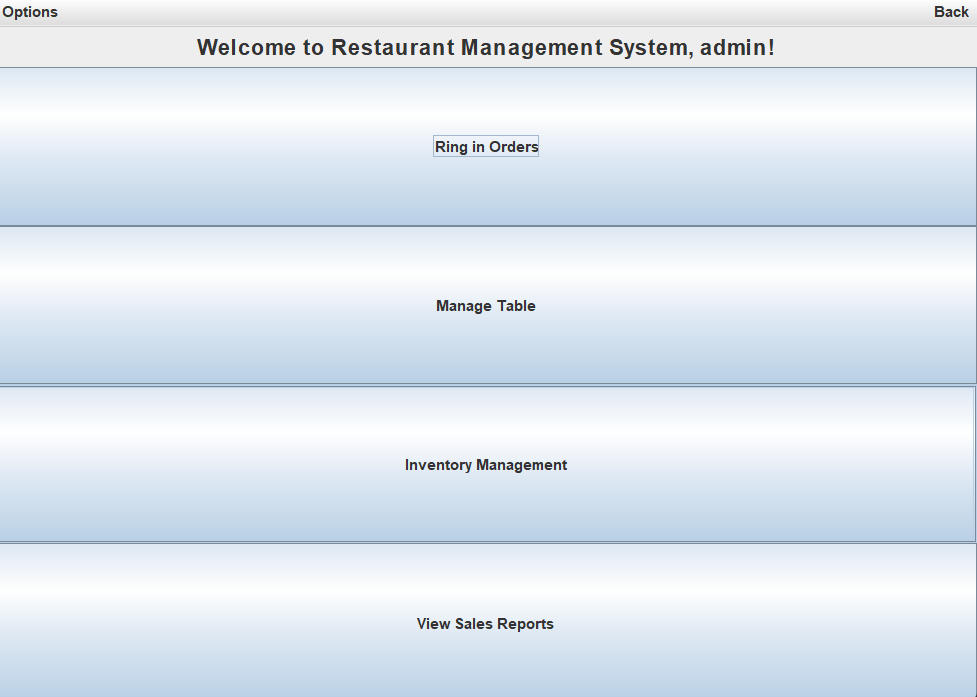 Options Back
Welcome to Restaurant Management System, admin!
Ring in Orders
Manage Table
Inventory Management
View Sales Reports